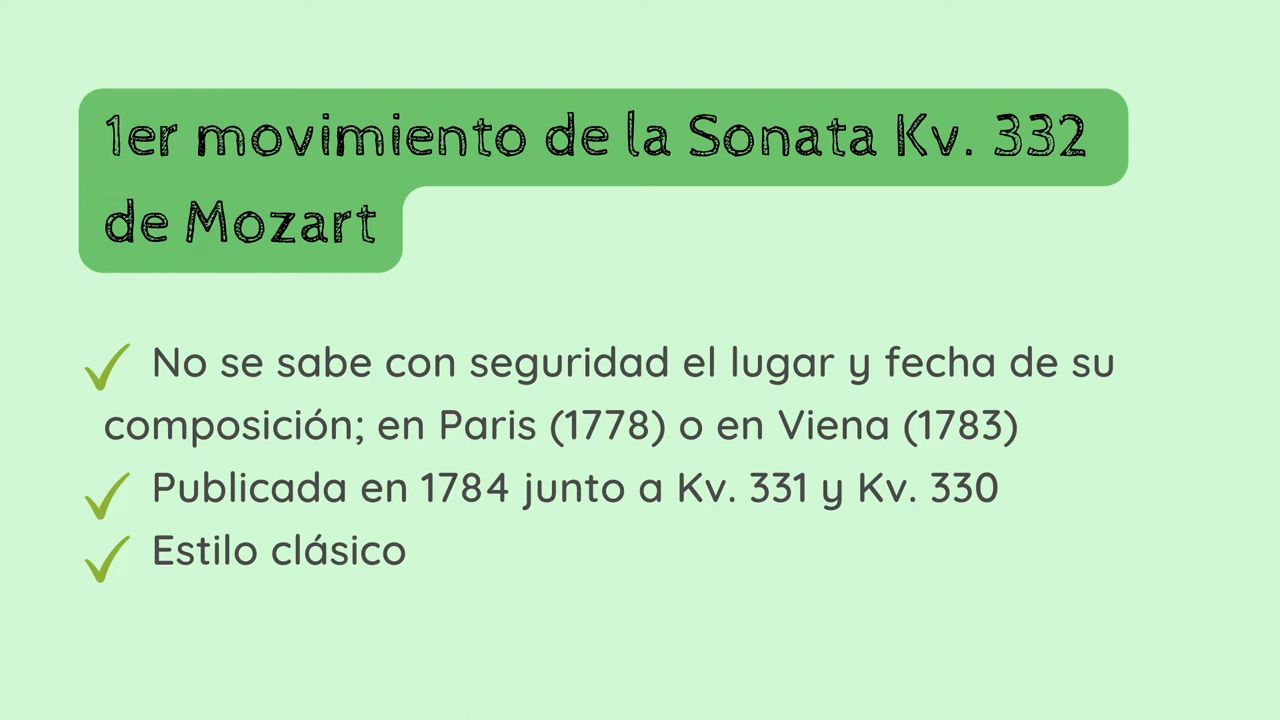 1er movimiento de la Sonata Kv. 332
de Mozart
No se sabe con seguridad el lugar y fecha de su
composición; en Paris (1778) o en Viena (1783)
Publicada en 1784 junto a Kv. 331 y Kv. 330
Estilo clásico